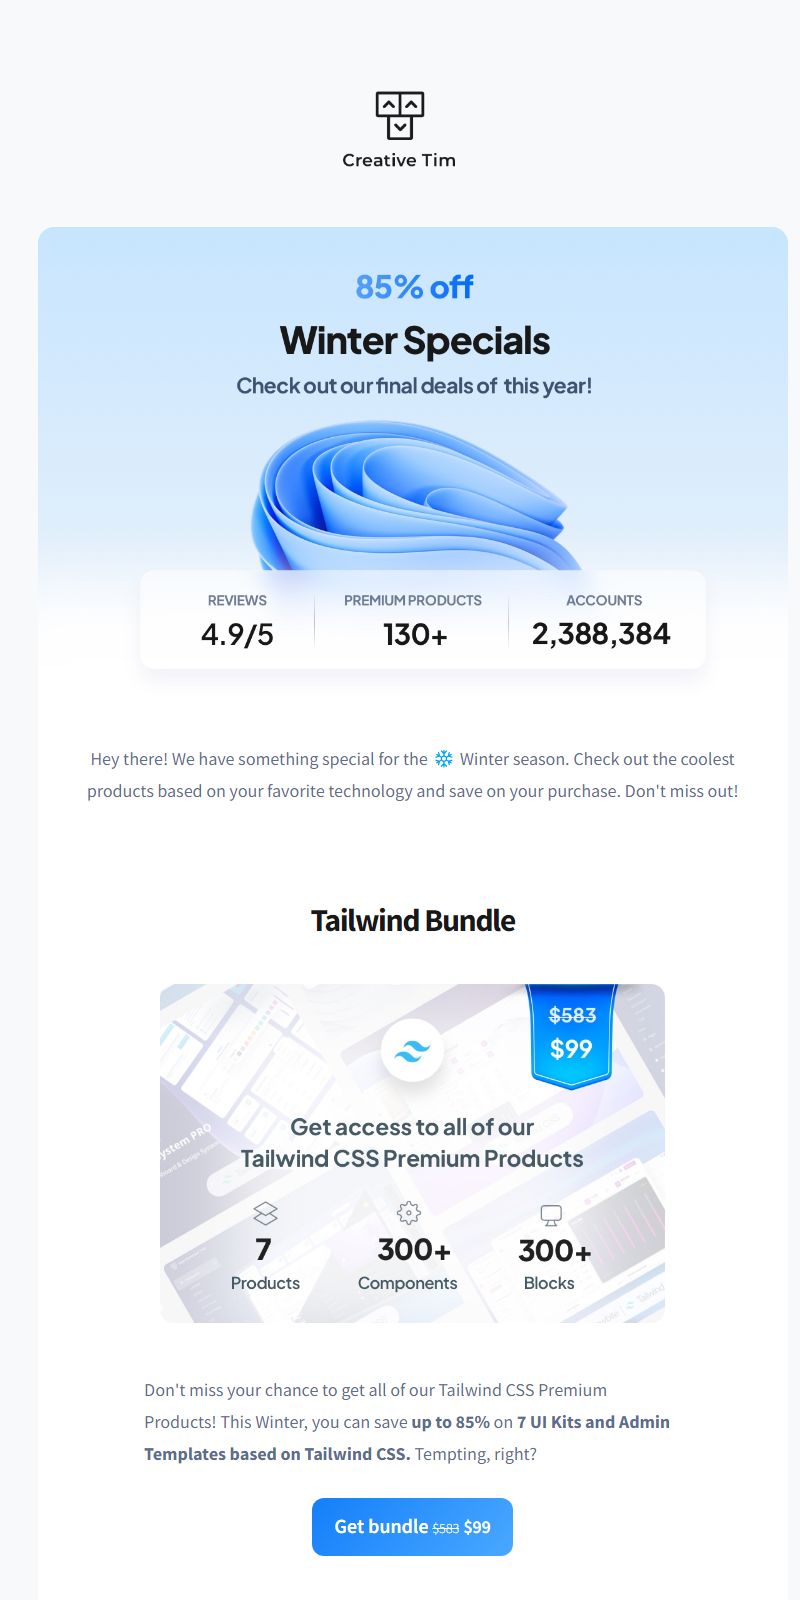 Creative Tim
85% off
Winter Specials
Check out our final deals of this year!
REVIEWS PREMIUM PRODUCTS ACCOUNTS
4.9/5 130+ 2,388,384
Hey there! We have something special for the ❄ Winter season. Check out the coolest
products based on your favorite technology and save on your purchase. Don't miss out!
Tailwind Bundle
$583
$99
Get access to all of our
Tailwind CSS Premium Products
7 300+ 300+
Products Components Blocks
Don't miss your chance to get all of our Tailwind CSS Premium
Products! This Winter, you can save up to 85% on 7 UI Kits and Admin
Templates based on Tailwind CSS. Tempting, right?
Get bundle $583 $99